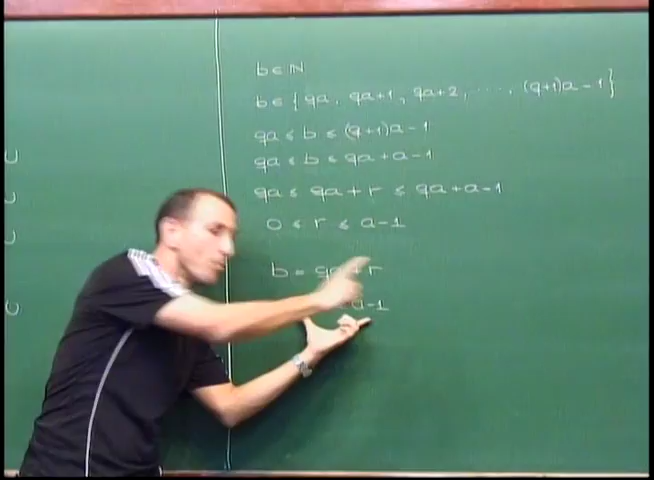 b ∈ ℕ
b ∈ { qa, qa+1, qa+2, ....., (q+1)a-1 }
qa ≤ b ≤ (q+1)a-1
qa ≤ b ≤ qa+a-1
qa ≤ qa+r ≤ qa+a-1
0 ≤ r ≤ a-1
b = qa+r
a-1